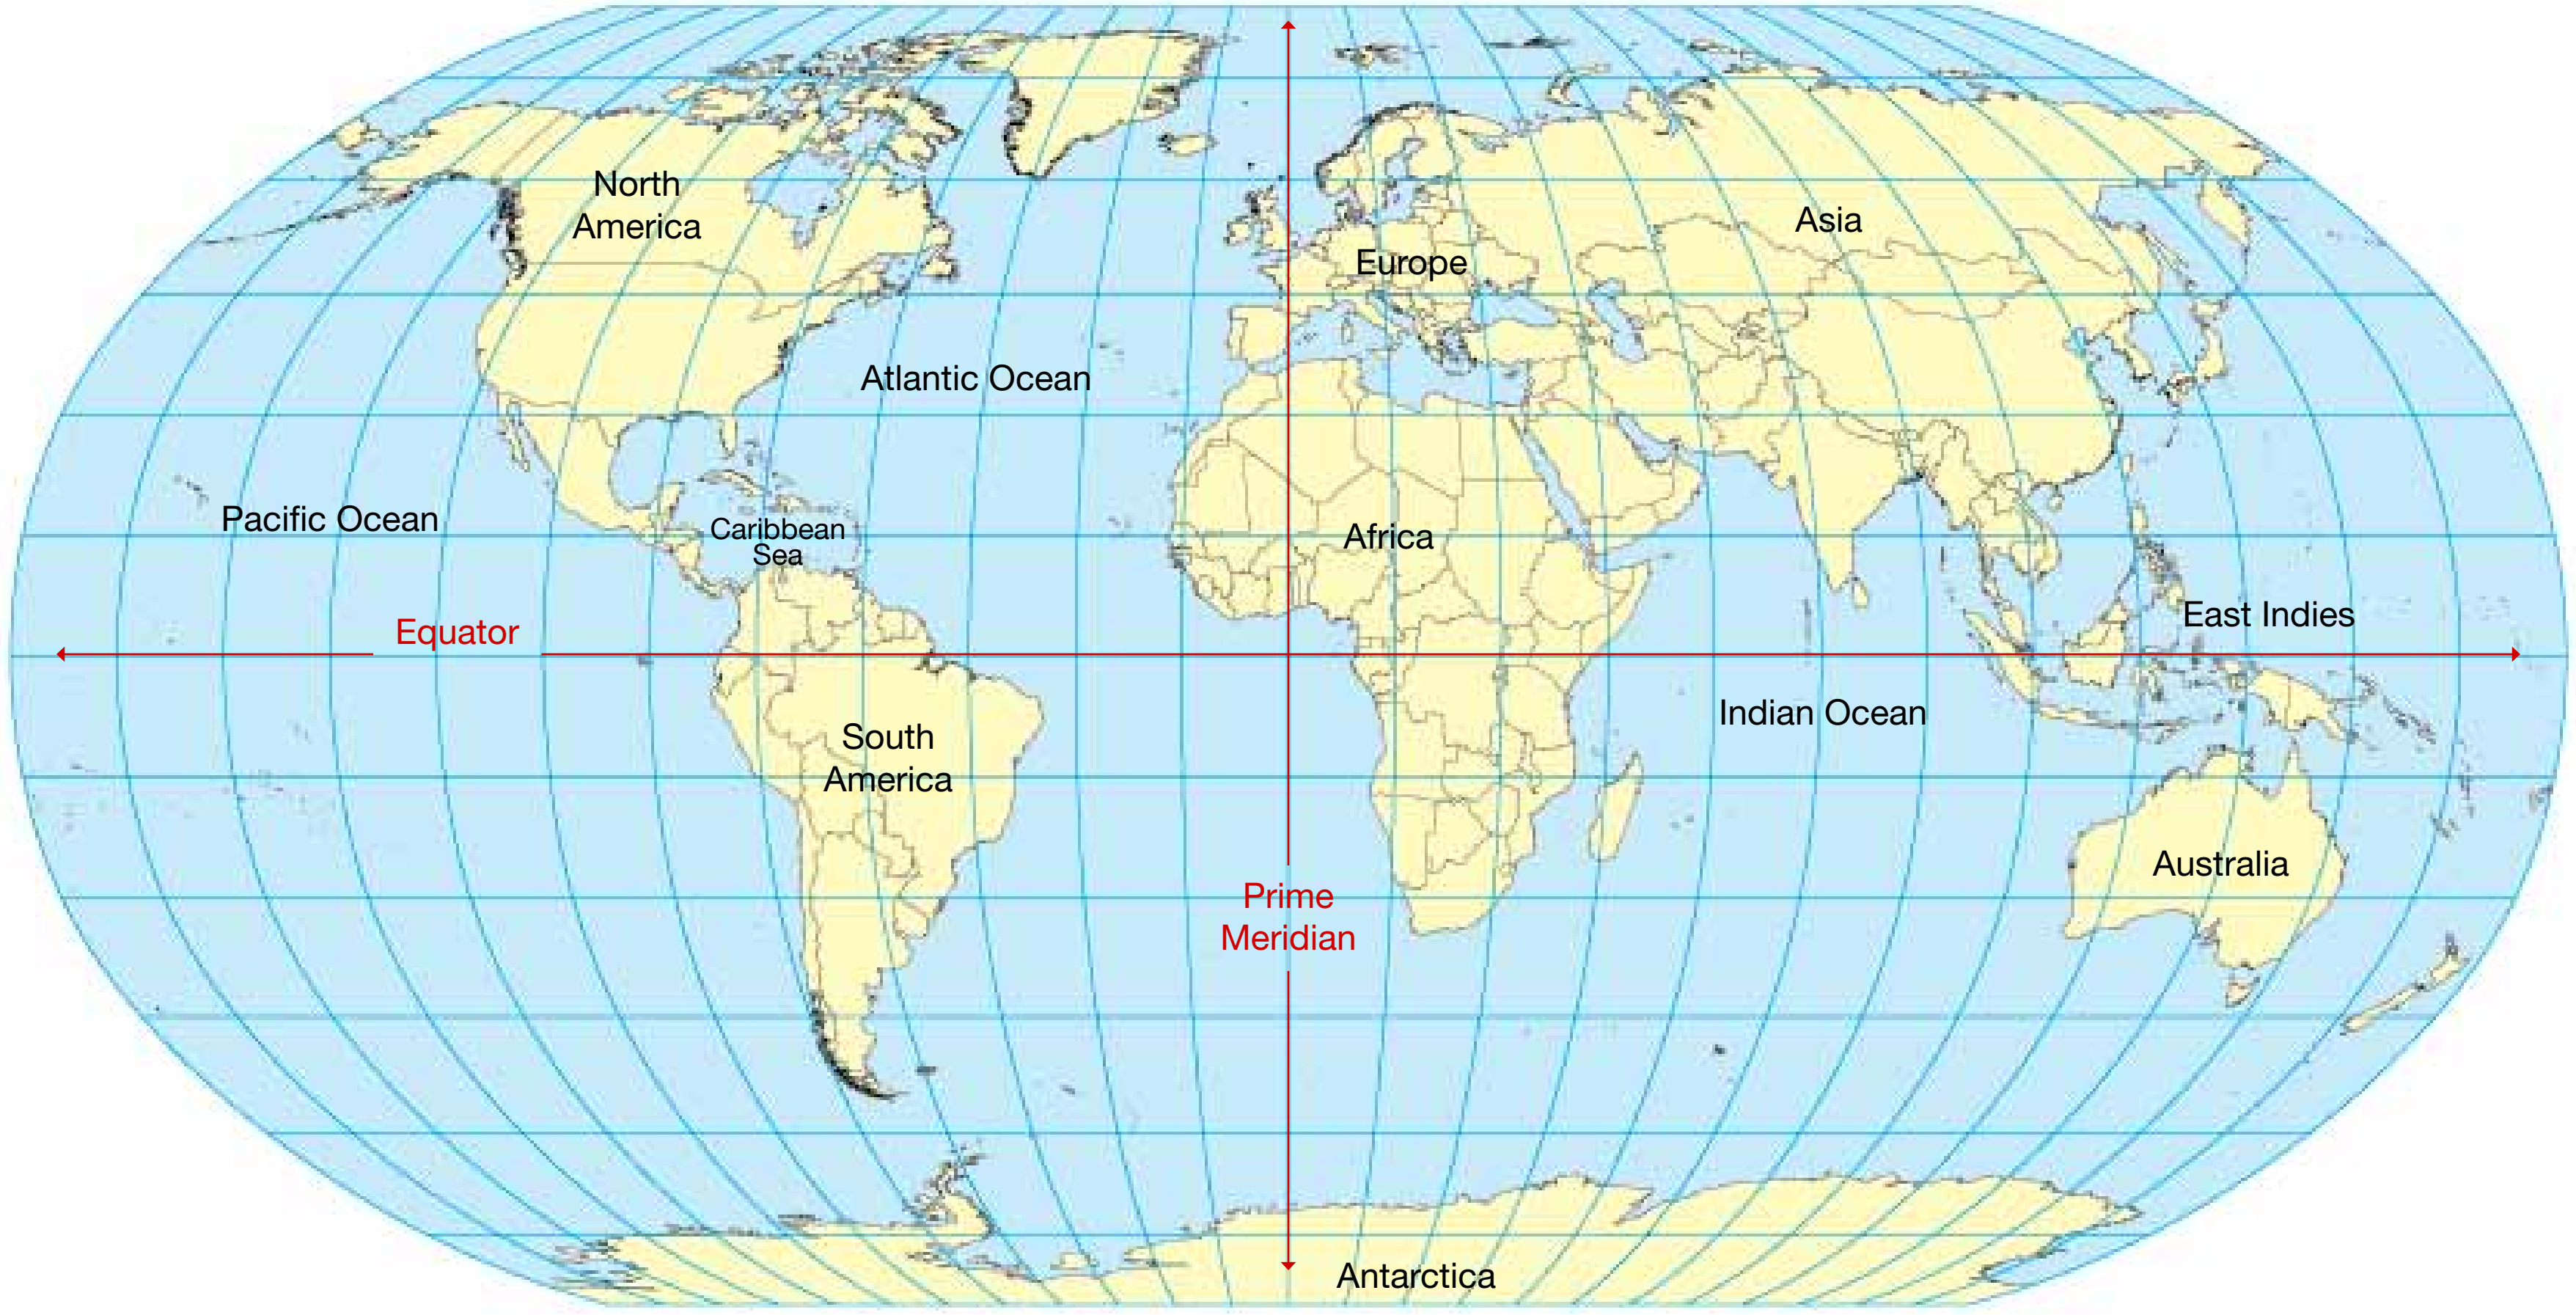 North
America
Asia
Europe
Atlantic Ocean
Pacific Ocean
Caribbean
Sea
Africa
East Indies
Equator
Indian Ocean
South
America
Australia
Prime
Meridian
Antarctica